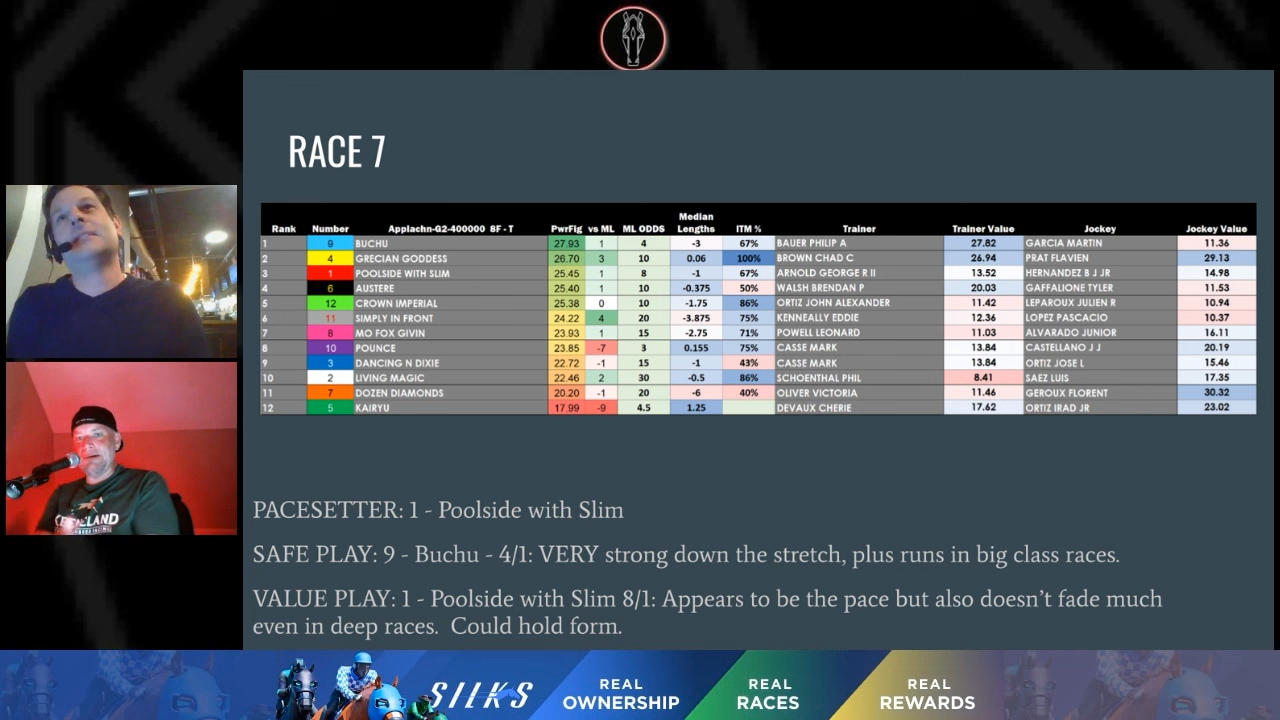 RACE 7
Median
Rank Number Applachn-G2-400000 8F - T PwrFig vs ML ML ODDS Lengths ITM % Trainer Trainer Value Jockey Jockey Value
1 9 BUCHU 27.93 1 4 -3 67% BAUER PHILIP A 27.82 GARCIA MARTIN 11.36
2 4 GRECIAN GODDESS 26.70 3 10 0.06 100% BROWN CHAD C 26.94 PRAT FLAVIEN 29.13
3 1 POOLSIDE WITH SLIM 25.45 1 8 -1 67% ARNOLD GEORGE R II 13.52 HERNANDEZ B J JR 14.98
4 6 AUSTERE 25.40 1 10 -0.375 50% WALSH BRENDAN P 20.03 GAFFALIONE TYLER 11.53
5 12 CROWN IMPERIAL 25.38 0 10 -1.75 86% ORTIZ JOHN ALEXANDER 11.42 LEPAROUX JULIEN R 10.94
6 11 SIMPLY IN FRONT 24.22 4 20 -3.875 75% KENNEALLY EDDIE 12.36 LOPEZ PASCACIO 10.37
7 8 MO FOX GIVIN 23.93 1 15 -2.75 71% POWELL LEONARD 11.03 ALVARADO JUNIOR 16.11
8 10 POUNCE 23.85 -7 3 0.155 75% CASSE MARK 13.84 CASTELLANO J J 20.19
9 3 DANCING N DIXIE 22.72 -1 15 -1 43% CASSE MARK 13.84 ORTIZ JOSE L 15.46
10 2 LIVING MAGIC 22.46 2 30 -0.5 86% SCHOENTHAL PHIL 8.41 SAEZ LUIS 17.35
11 7 DOZEN DIAMONDS 20.20 -1 20 -6 40% OLIVER VICTORIA 11.46 GEROUX FLORENT 30.32
12 5 KAIRYU 17.99 -9 4.5 1.25 DEVAUX CHERIE 17.62 ORTIZ IRAD JR 23.02
PACESETTER: 1 - Poolside with Slim
SAFE PLAY: 9 - Buchu - 4/1: VERY strong down the stretch, plus runs in big class races.
VALUE PLAY: 1 - Poolside with Slim 8/1: Appears to be the pace but also doesn't fade much
even in deep races. Could hold form.
SILKS
REAL OWNERSHIP
REAL RACES
REAL REWARDS